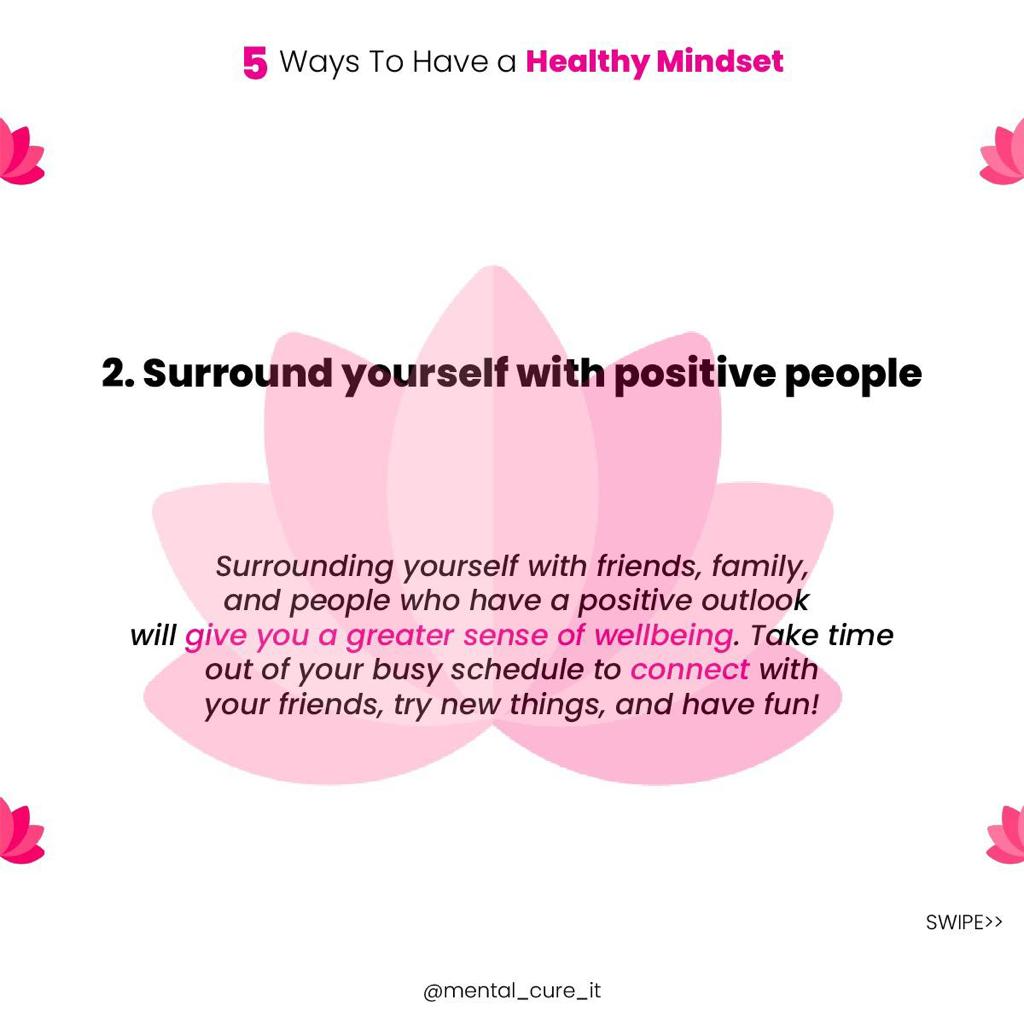 5 Ways To Have a Healthy Mindset
2. Surround yourself with positive people
Surrounding yourself with friends, family,
and people who have a positive outlook
will give you a greater sense of wellbeing. Take time
out of your busy schedule to connect with
your friends, try new things, and have fun!
SWIPE>>
@mental_cure_it